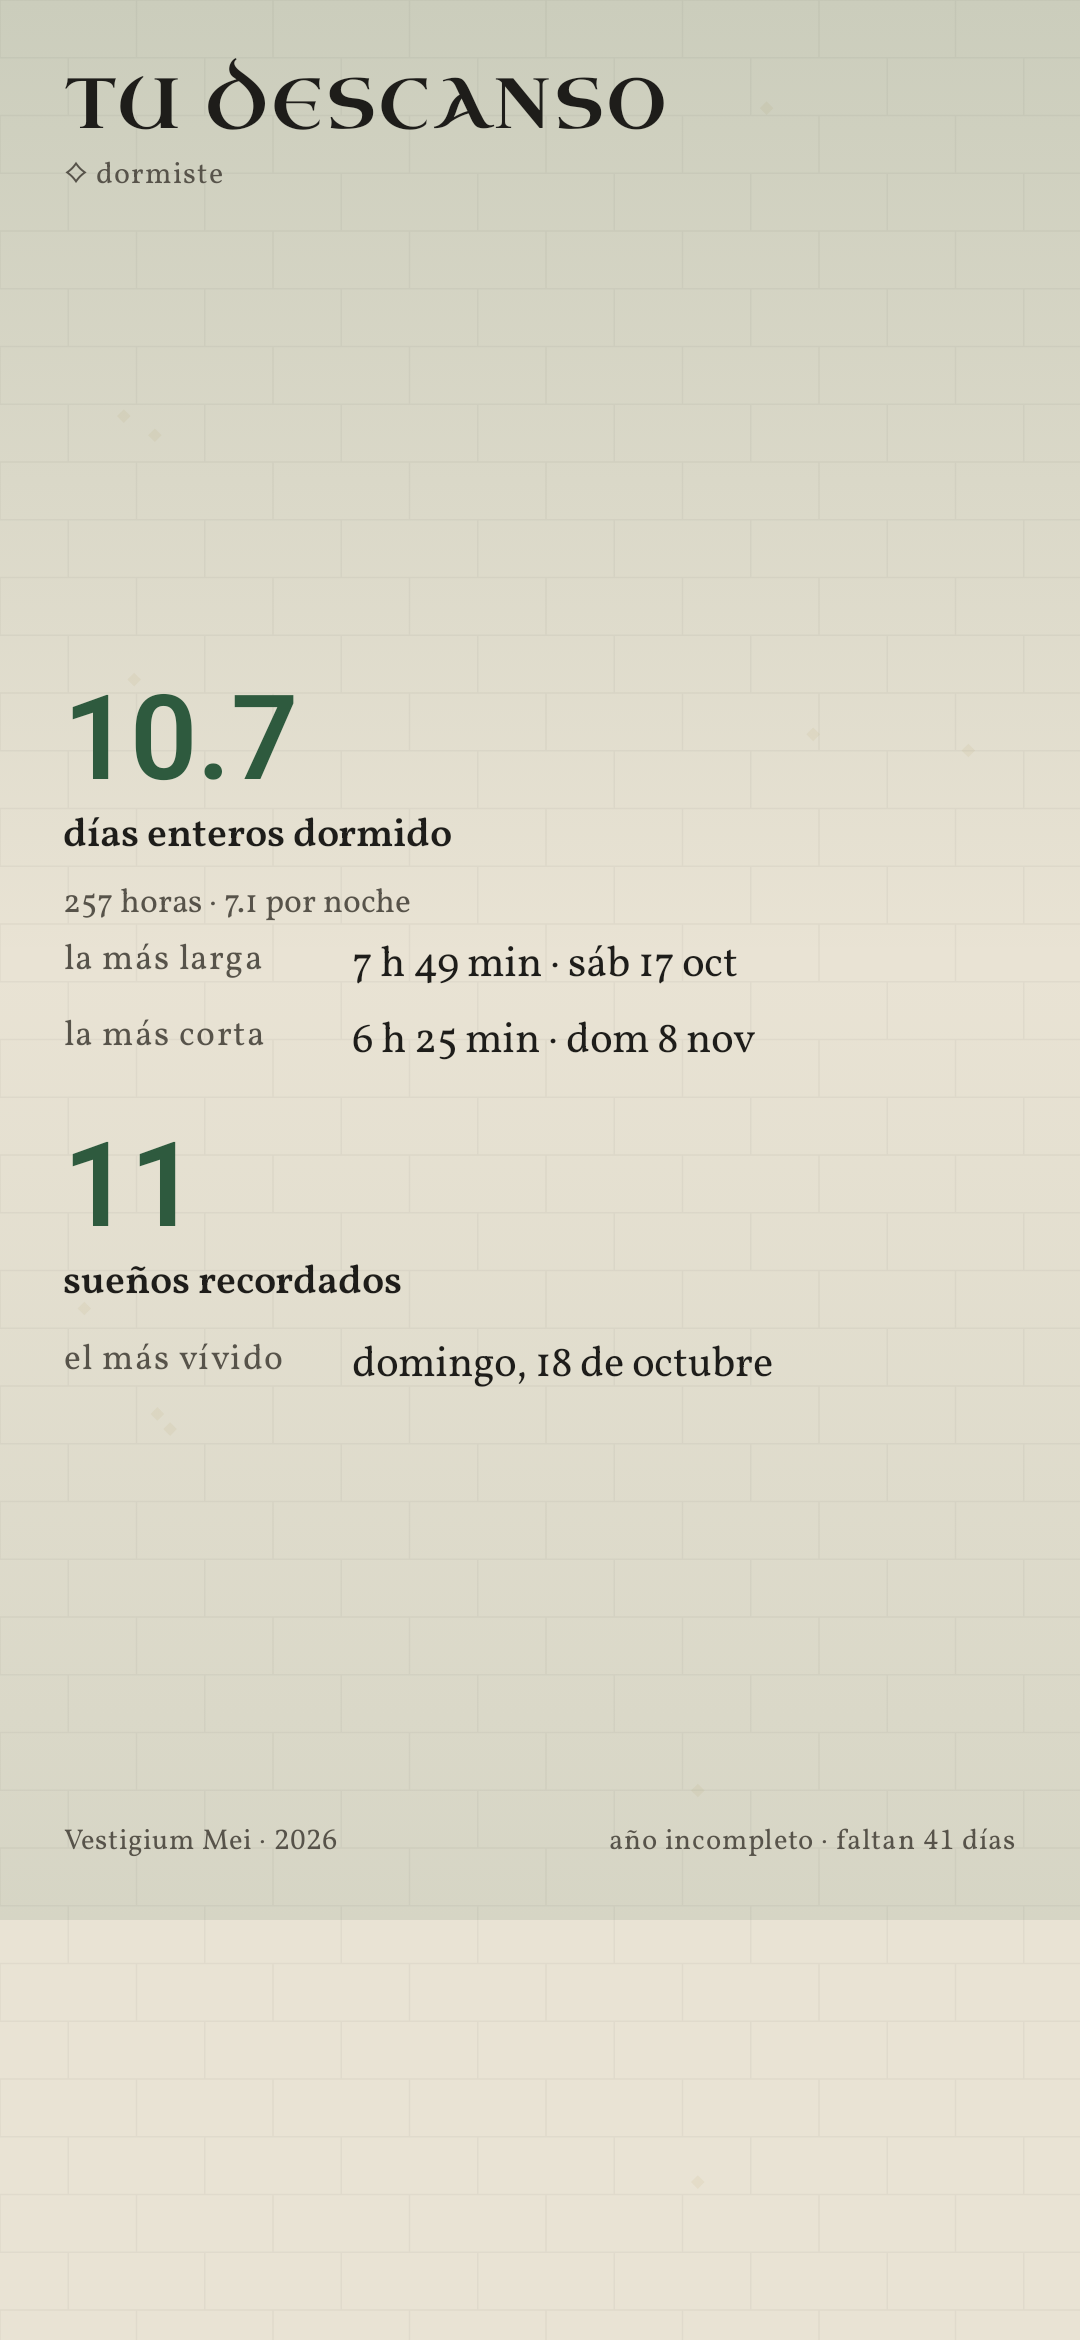 TU DESCANSO
◇ dormiste
10.7
días enteros dormido
257 horas · 7.1 por noche
la más larga 7 h 49 min · sáb 17 oct
la más corta 6 h 25 min · dom 8 nov
11
sueños recordados
el más vívido domingo, 18 de octubre
Vestigium Mei · 2026 año incompleto · faltan 41 días